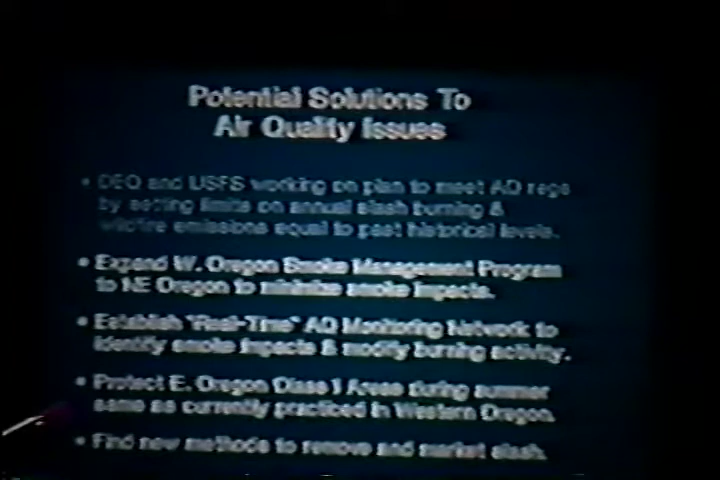 Potential Solutions To
Air Quality Issues
• DEQ and USFS working on plan to meet AQ regs
by setting limits on annual slash burning &
wildfire emissions equal to past historical levels.
• Expand W. Oregon Smoke Management Program
to NE Oregon to minimize smoke impacts.
• Establish "Real-Time" AQ Monitoring Network to
identify smoke impacts & modify burning activity.
• Protect E. Oregon Class I Areas during summer
same as currently practiced in Western Oregon.
• Find new methods to remove and market slash.